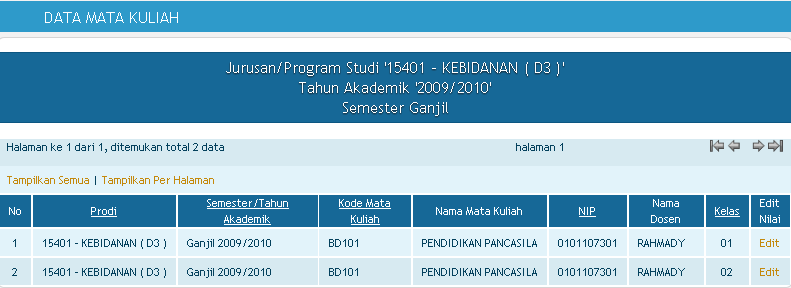 DATA MATA KULIAH
Jurusan/Program Studi '15401 - KEBIDANAN ( D3 )'
Tahun Akademik '2009/2010'
Semester Ganjil
Halaman ke 1 dari 1, ditemukan total 2 data halaman 1
Tampilkan Semua | Tampilkan Per Halaman
No Prodi Semester/Tahun Akademik Kode Mata Kuliah Nama Mata Kuliah NIP Nama Dosen Kelas Edit Nilai
1 15401 - KEBIDANAN ( D3 ) Ganjil 2009/2010 BD101 PENDIDIKAN PANCASILA 0101107301 RAHMADY 01 Edit
2 15401 - KEBIDANAN ( D3 ) Ganjil 2009/2010 BD101 PENDIDIKAN PANCASILA 0101107301 RAHMADY 02 Edit